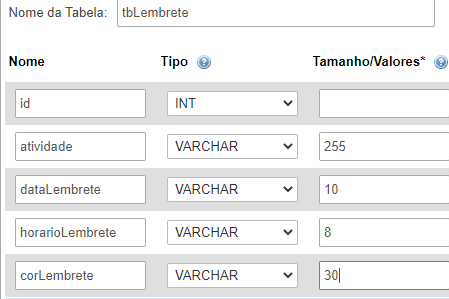 Nome da Tabela: tbLembrete
Nome Tipo Tamanho/Valores*
id INT
atividade VARCHAR 255
dataLembrete VARCHAR 10
horarioLembrete VARCHAR 8
corLembrete VARCHAR 30